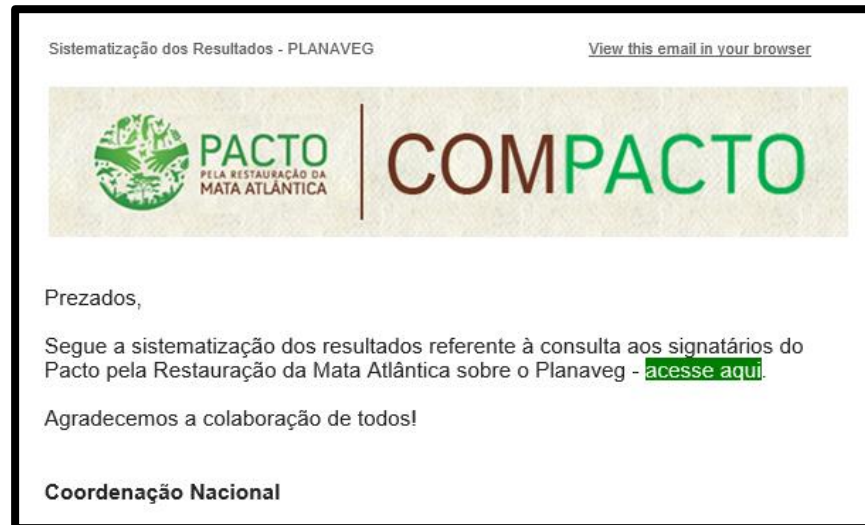 Sistematização dos Resultados - PLANAVEG
View this email in your browser
PACTO
PELA RESTAURAÇÃO DA
MATA ATLÂNTICA
COMPACTO
Prezados,
Segue a sistematização dos resultados referente à consulta aos signatários do
Pacto pela Restauração da Mata Atlântica sobre o Planaveg - acesse aqui.
Agradecemos a colaboração de todos!
Coordenação Nacional